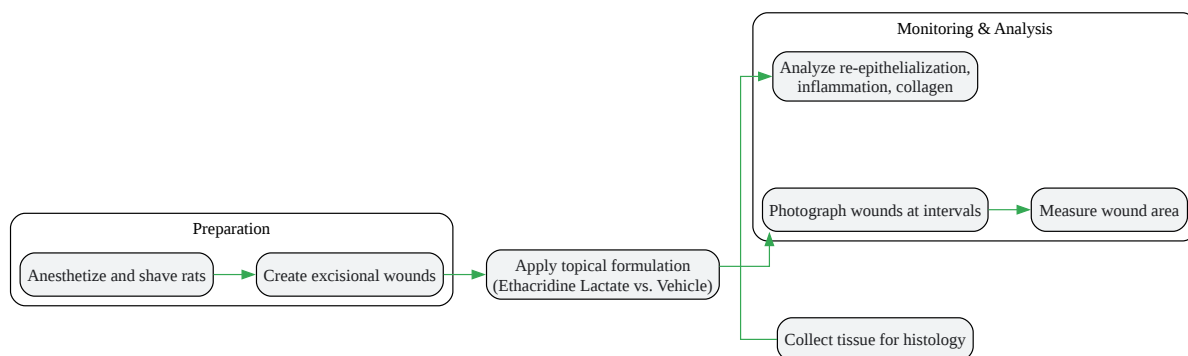 Monitoring & Analysis
Analyze re-epithelialization,
inflammation, collagen
Photograph wounds at intervals
Measure wound area
Preparation
Anesthetize and shave rats
Create excisional wounds
Apply topical formulation
(Ethacridine Lactate vs. Vehicle)
Collect tissue for histology